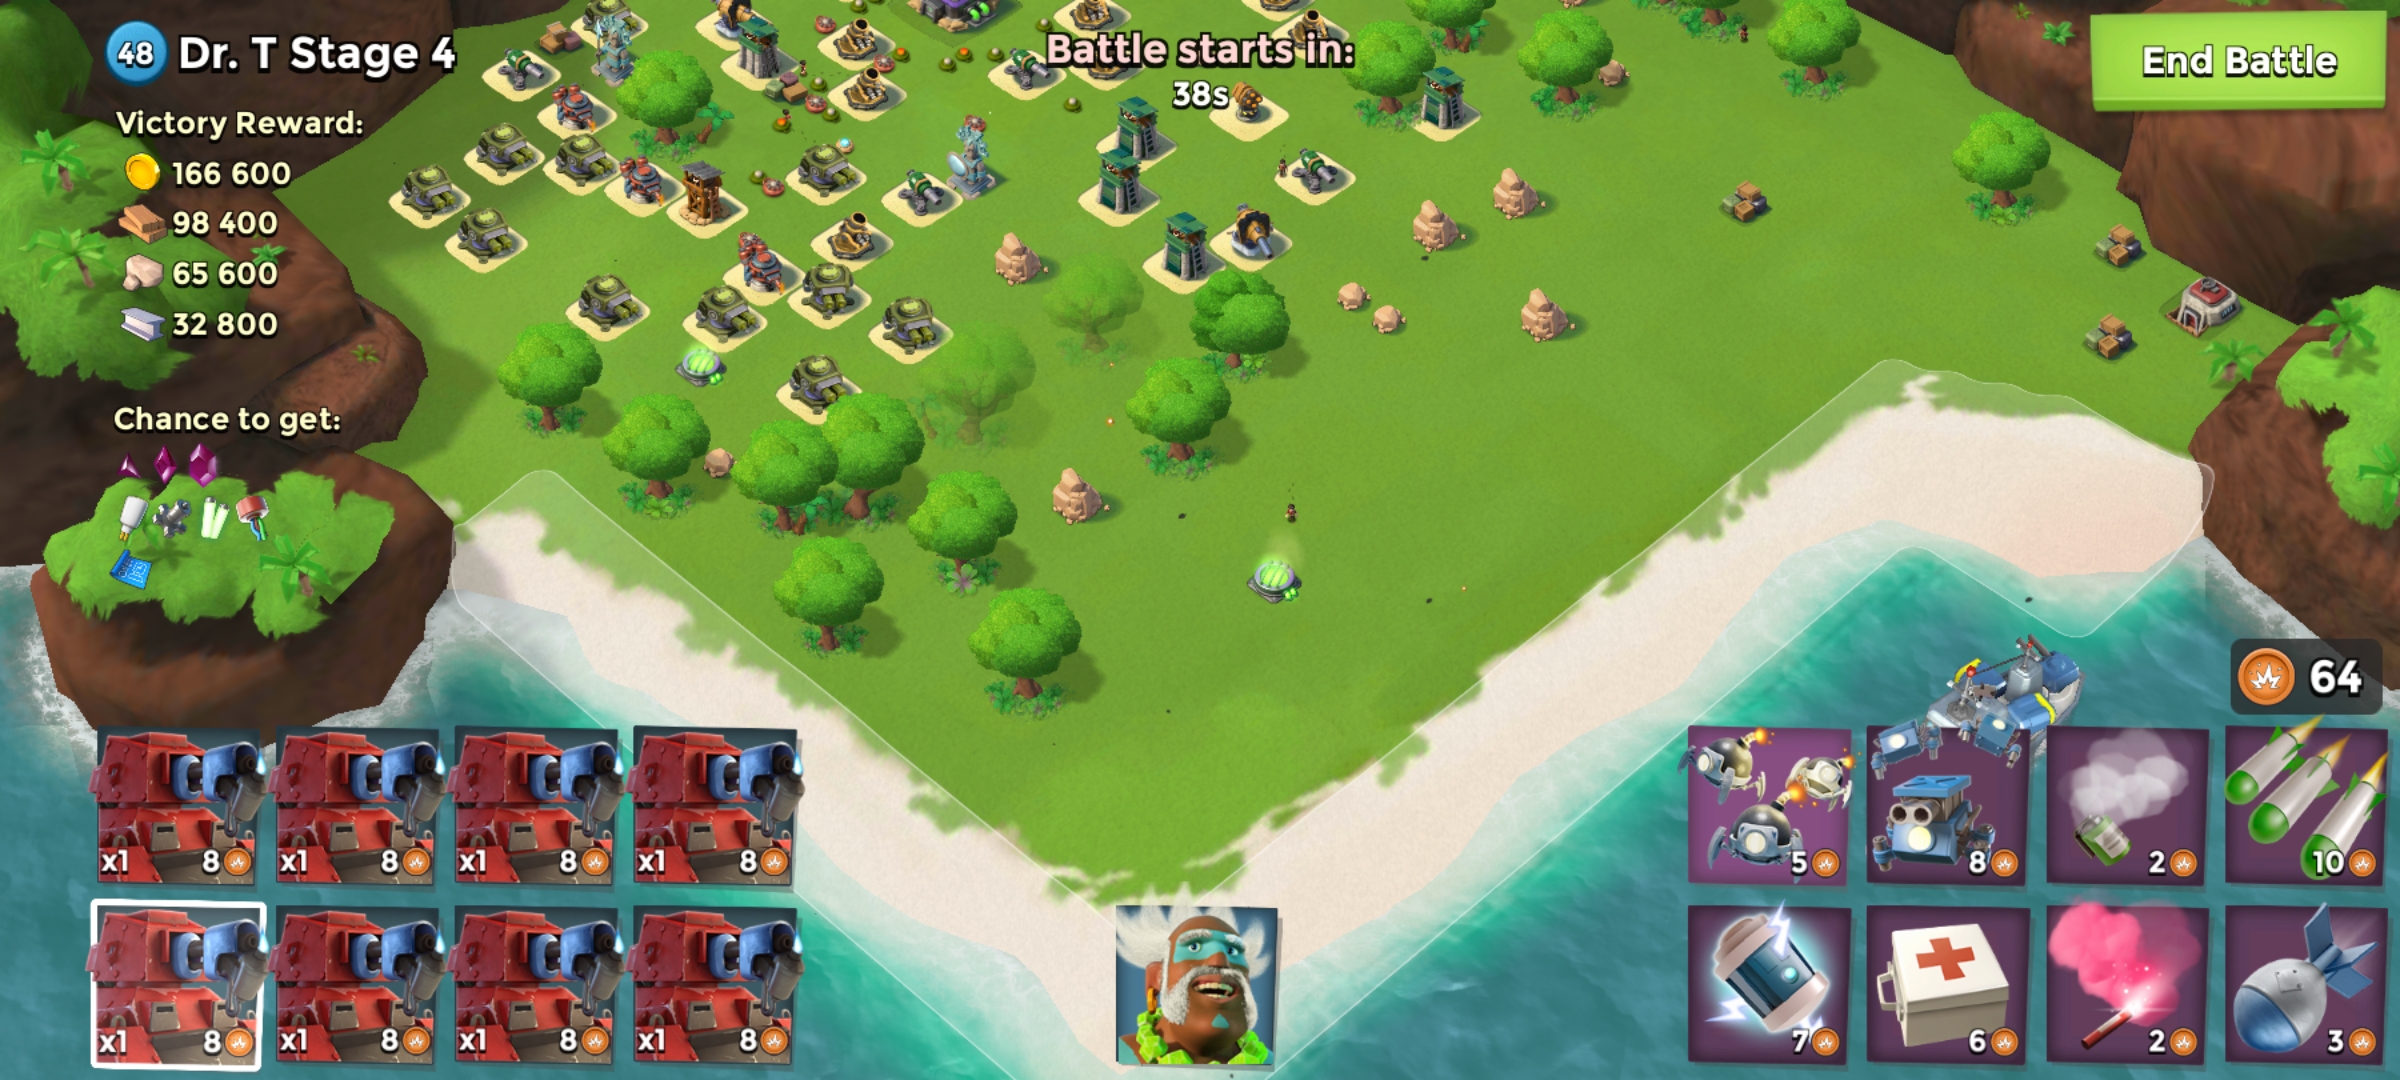 48 Dr. T Stage 4
Victory Reward:
166 600
98 400
65 600
32 800
Chance to get:
Battle starts in:
38s
End Battle
64
x1 8
x1 8
x1 8
x1 8
5
8
2
10
x1 8
x1 8
x1 8
x1 8
7
6
2
3